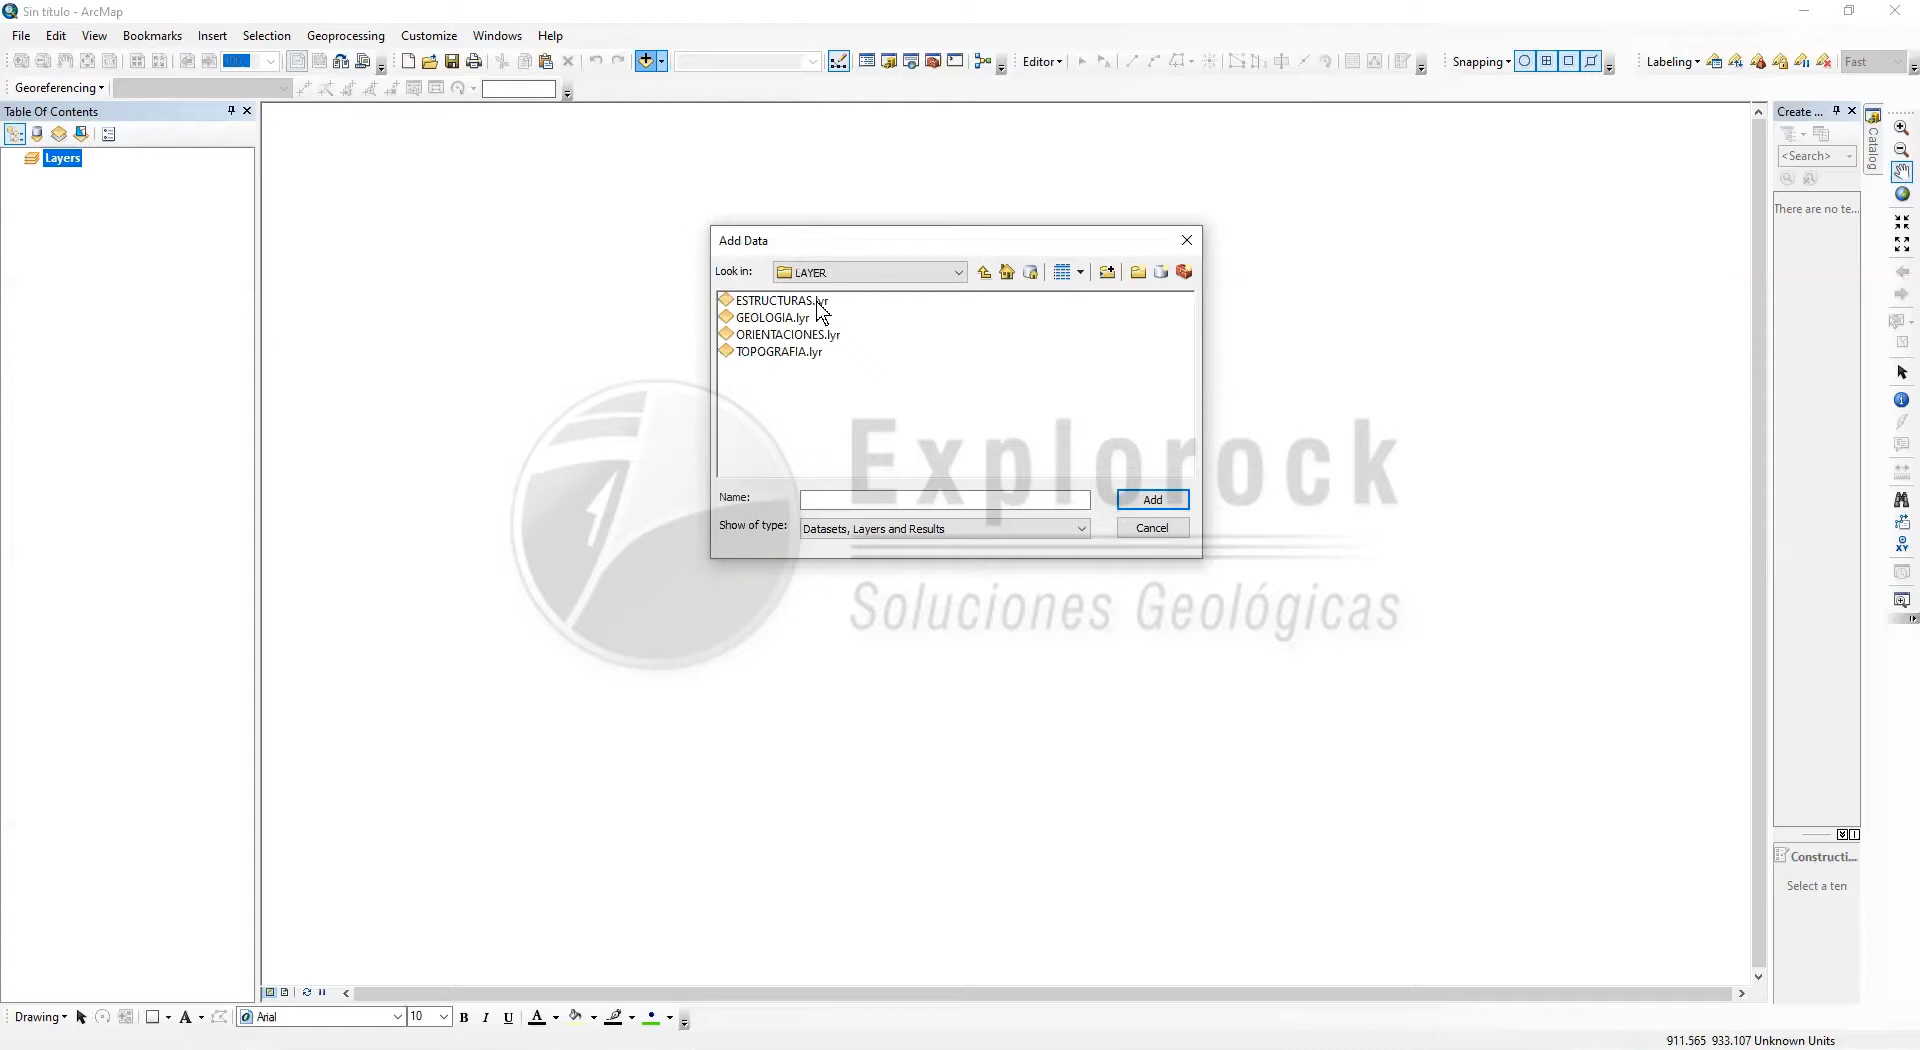 Sin título - ArcMap
File Edit View Bookmarks Insert Selection Geoprocessing Customize Windows Help
Editor Snapping Labeling Fast
Georeferencing
Table Of Contents
Create ...
Catalog
<Search>
Layers
There are no te...
Add Data
Look in: LAYER
ESTRUCTURAS.lyr
GEOLOGIA.lyr
ORIENTACIONES.lyr
TOPOGRAFIA.lyr
Explorock
Name: Add
Show of type: Datasets, Layers and Results Cancel
Soluciones Geológicas
Constructi...
Select a ten
Drawing A Arial 10 B I U A
911.565 933.107 Unknown Units